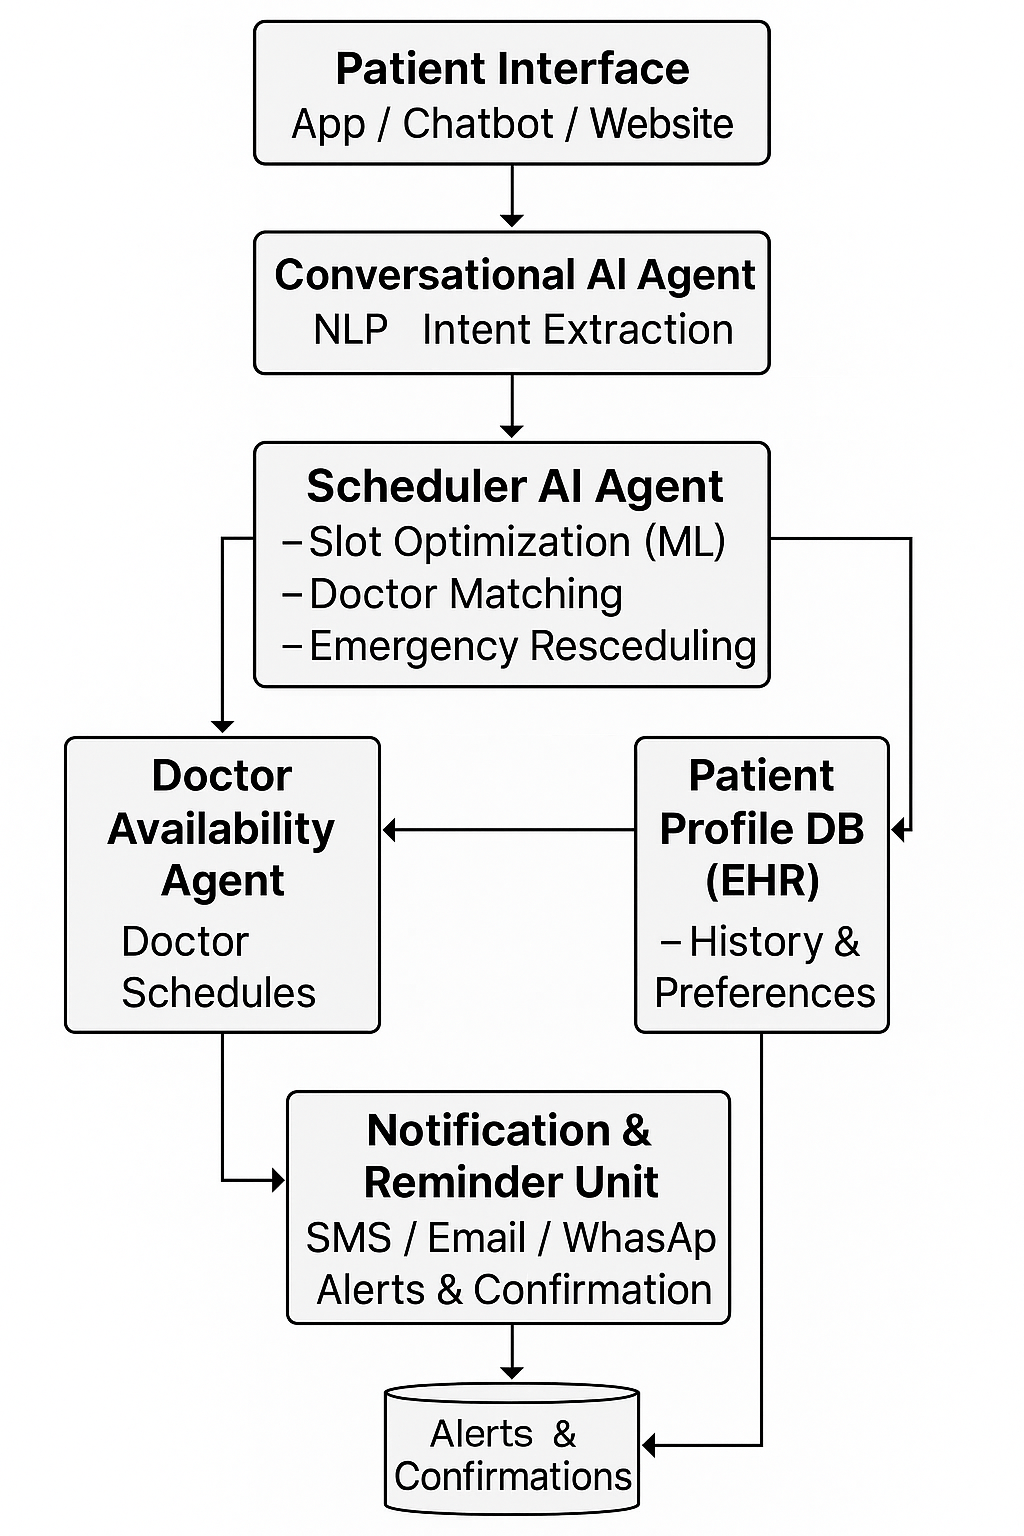 Patient Interface
App / Chatbot / Website
Conversational AI Agent
NLP Intent Extraction
Scheduler AI Agent
– Slot Optimization (ML)
– Doctor Matching
– Emergency Resceduling
Doctor
Availability
Agent
Doctor
Schedules
Patient
Profile DB
(EHR)
– History &
Preferences
Notification &
Reminder Unit
SMS / Email / WhasAp
Alerts & Confirmation
Alerts &
Confirmations